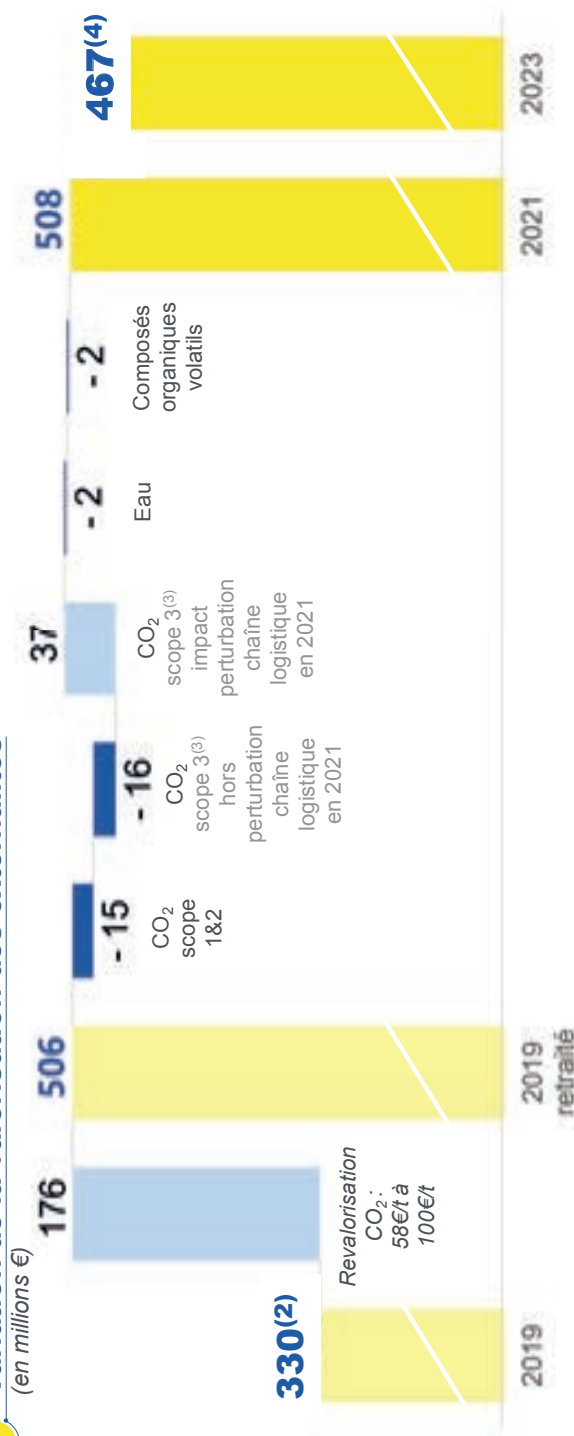 (en millions €)
330(2)
2019
176
Revalorisation
CO2 :
58€/t à
100€/t
506
2019
retraité
- 15
CO2
scope
1&2
- 16
CO2
scope 3(3)
hors
perturbation
chaîne
logistique
en 2021
37
CO2
scope 3(3)
impact
perturbation
chaîne
logistique
en 2021
- 2
Eau
- 2
Composés
organiques
volatils
508
2021
467(4)
2023